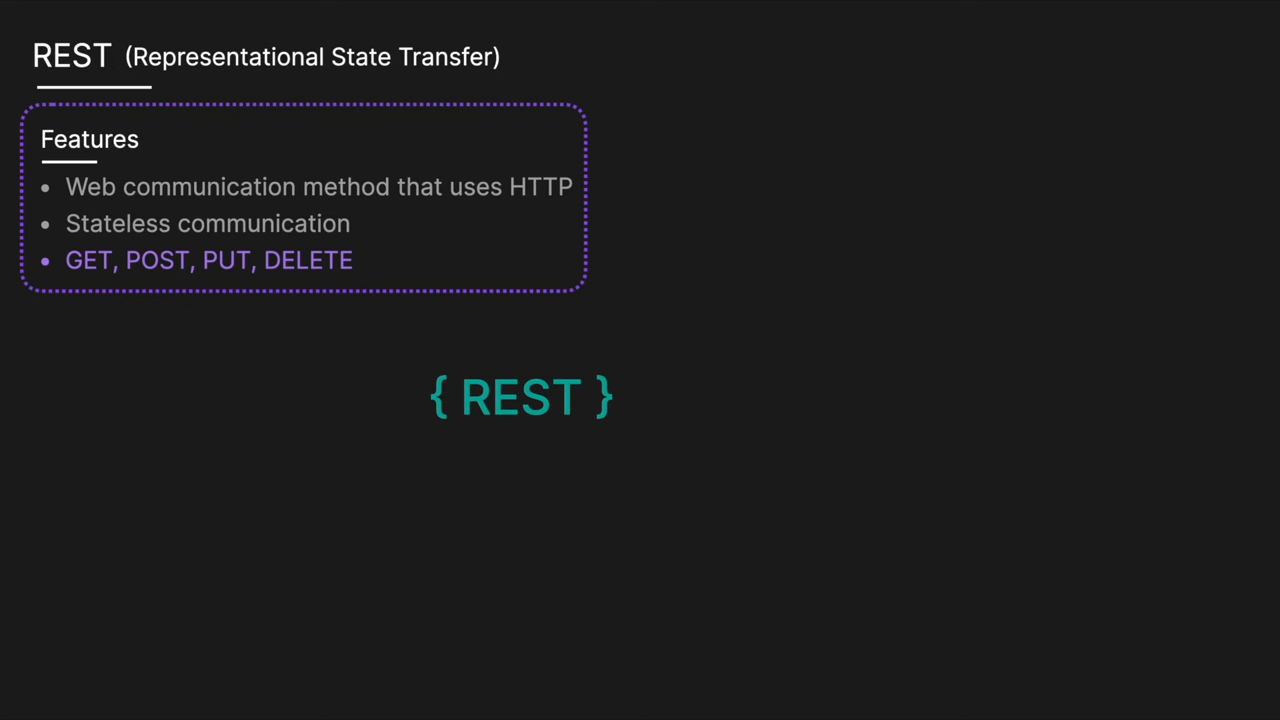 REST (Representational State Transfer)
Features
• Web communication method that uses HTTP
• Stateless communication
• GET, POST, PUT, DELETE
{ REST }